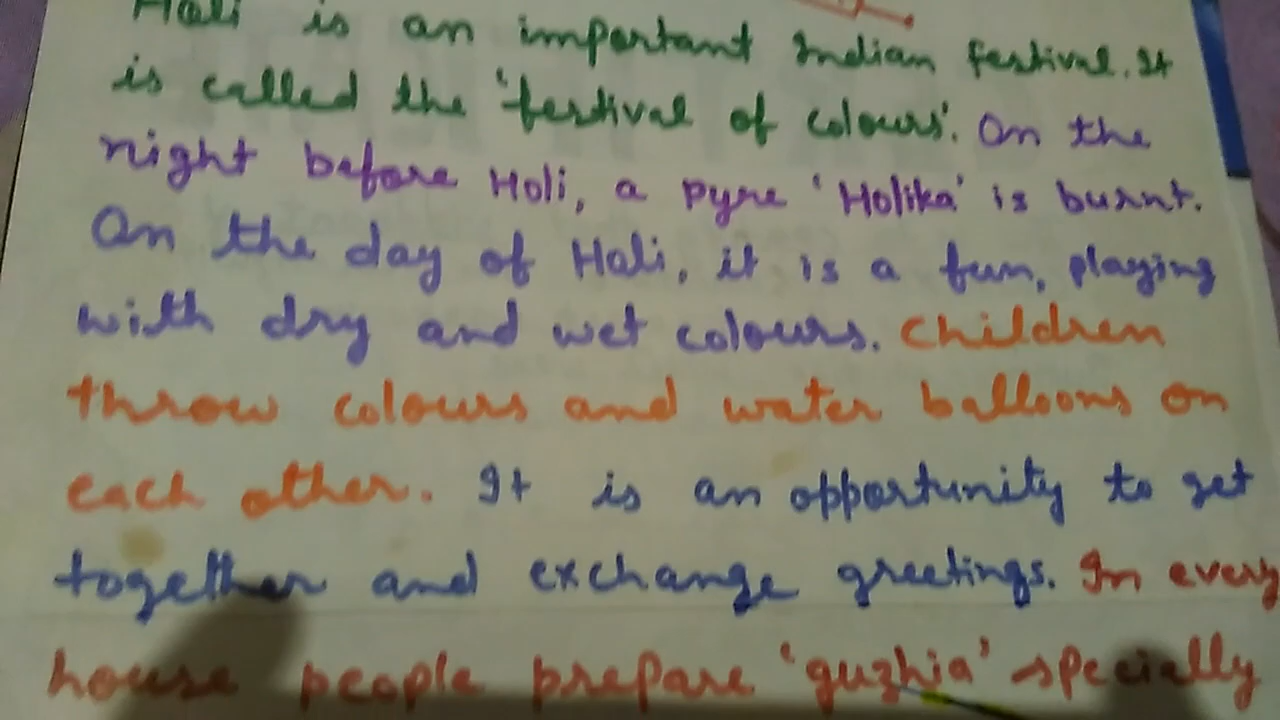 Holi is an important Indian festival. It
is called the 'festival of colours'. On the
night before Holi, a pyre 'Holika' is burnt.
On the day of Holi, it is a fun, playing
with dry and wet colours. Children
throw colours and water balloons on
each other. It is an opportunity to get
together and exchange greetings. In every
house people prepare 'guzhia' specially